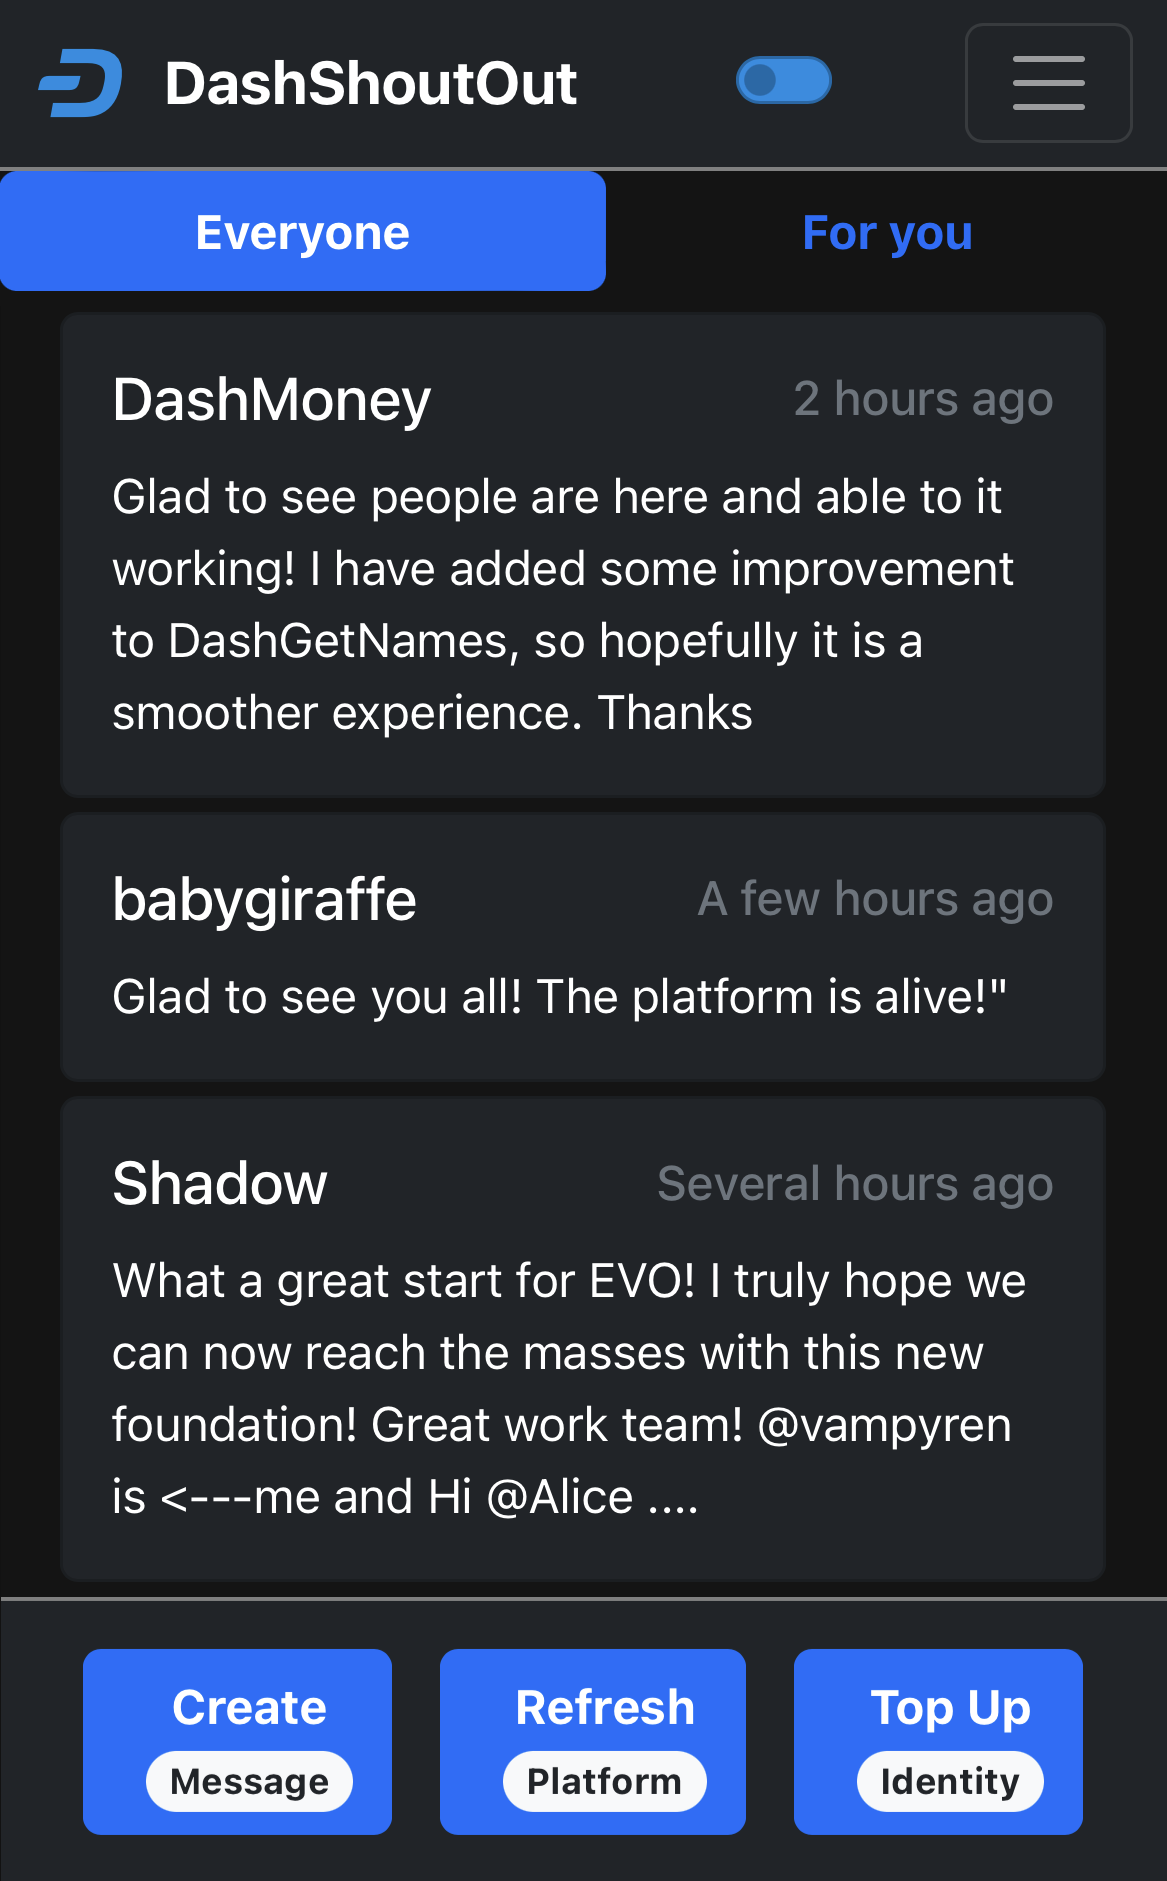 DashShoutOut
Everyone
For you
DashMoney
2 hours ago
Glad to see people are here and able to it
working! I have added some improvement
to DashGetNames, so hopefully it is a
smoother experience. Thanks
babygiraffe
A few hours ago
Glad to see you all! The platform is alive!"
Shadow
Several hours ago
What a great start for EVO! I truly hope we
can now reach the masses with this new
foundation! Great work team! @vampyren
is <---me and Hi @Alice ....
Create
Message
Refresh
Platform
Top Up
Identity